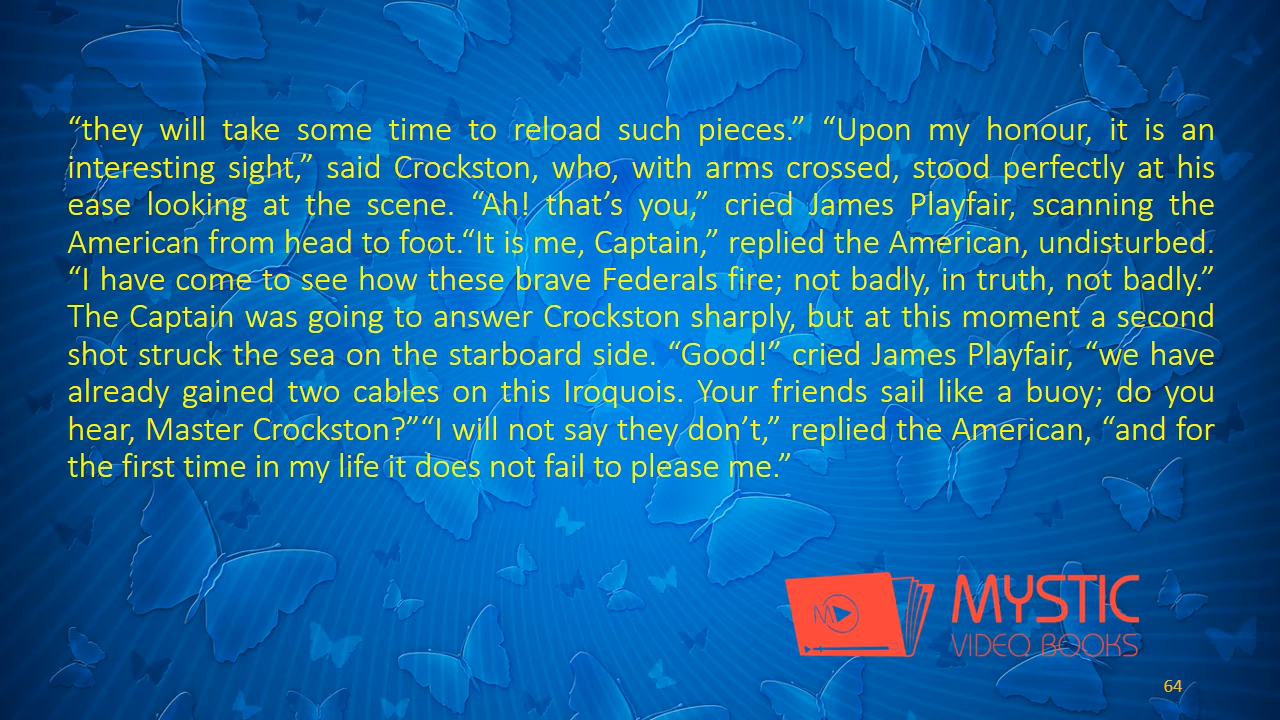 “they will take some time to reload such pieces.” “Upon my honour, it is an
interesting sight,” said Crockston, who, with arms crossed, stood perfectly at his
ease looking at the scene. “Ah! that’s you,” cried James Playfair, scanning the
American from head to foot.“It is me, Captain,” replied the American, undisturbed.
“I have come to see how these brave Federals fire; not badly, in truth, not badly.”
The Captain was going to answer Crockston sharply, but at this moment a second
shot struck the sea on the starboard side. “Good!” cried James Playfair, “we have
already gained two cables on this Iroquois. Your friends sail like a buoy; do you
hear, Master Crockston?”“I will not say they don’t,” replied the American, “and for
the first time in my life it does not fail to please me.”
M
MYSTIC
VIDEO BOOKS
64